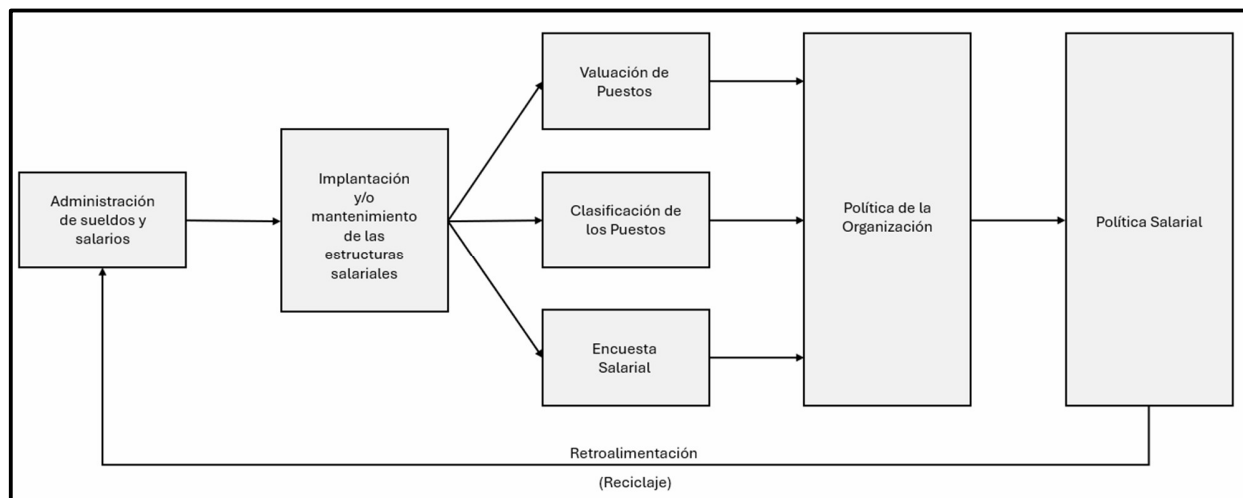 Administración
de sueldos y
salarios
Implantación
y/o
mantenimiento
de las
estructuras
salariales
Valuación de
Puestos
Clasificación de
los Puestos
Encuesta
Salarial
Política de la
Organización
Política Salarial
Retroalimentación
(Reciclaje)